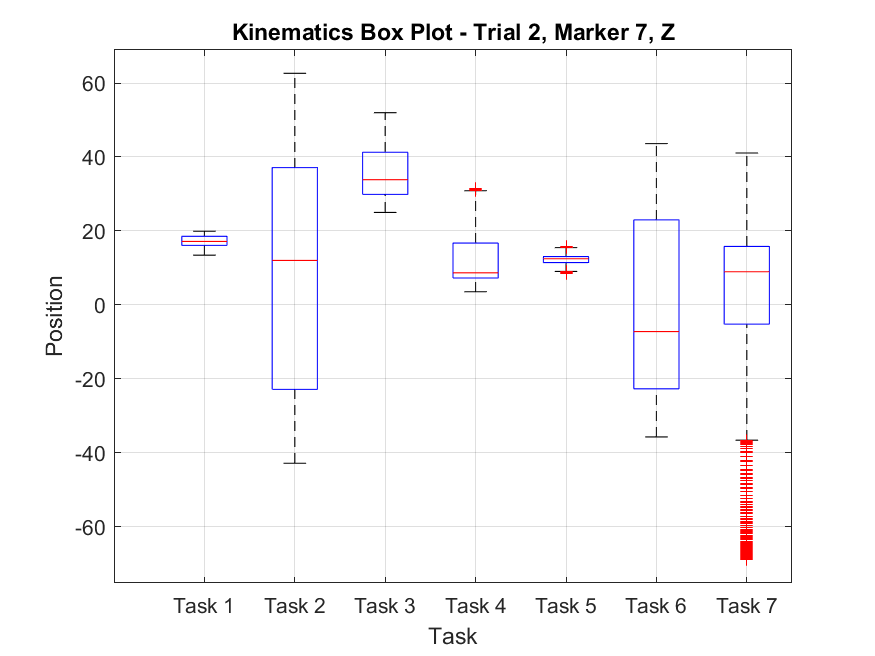 Kinematics Box Plot - Trial 2, Marker 7, Z
60
40
20
0
-20
-40
-60
Position
Task 1 Task 2 Task 3 Task 4 Task 5 Task 6 Task 7
Task